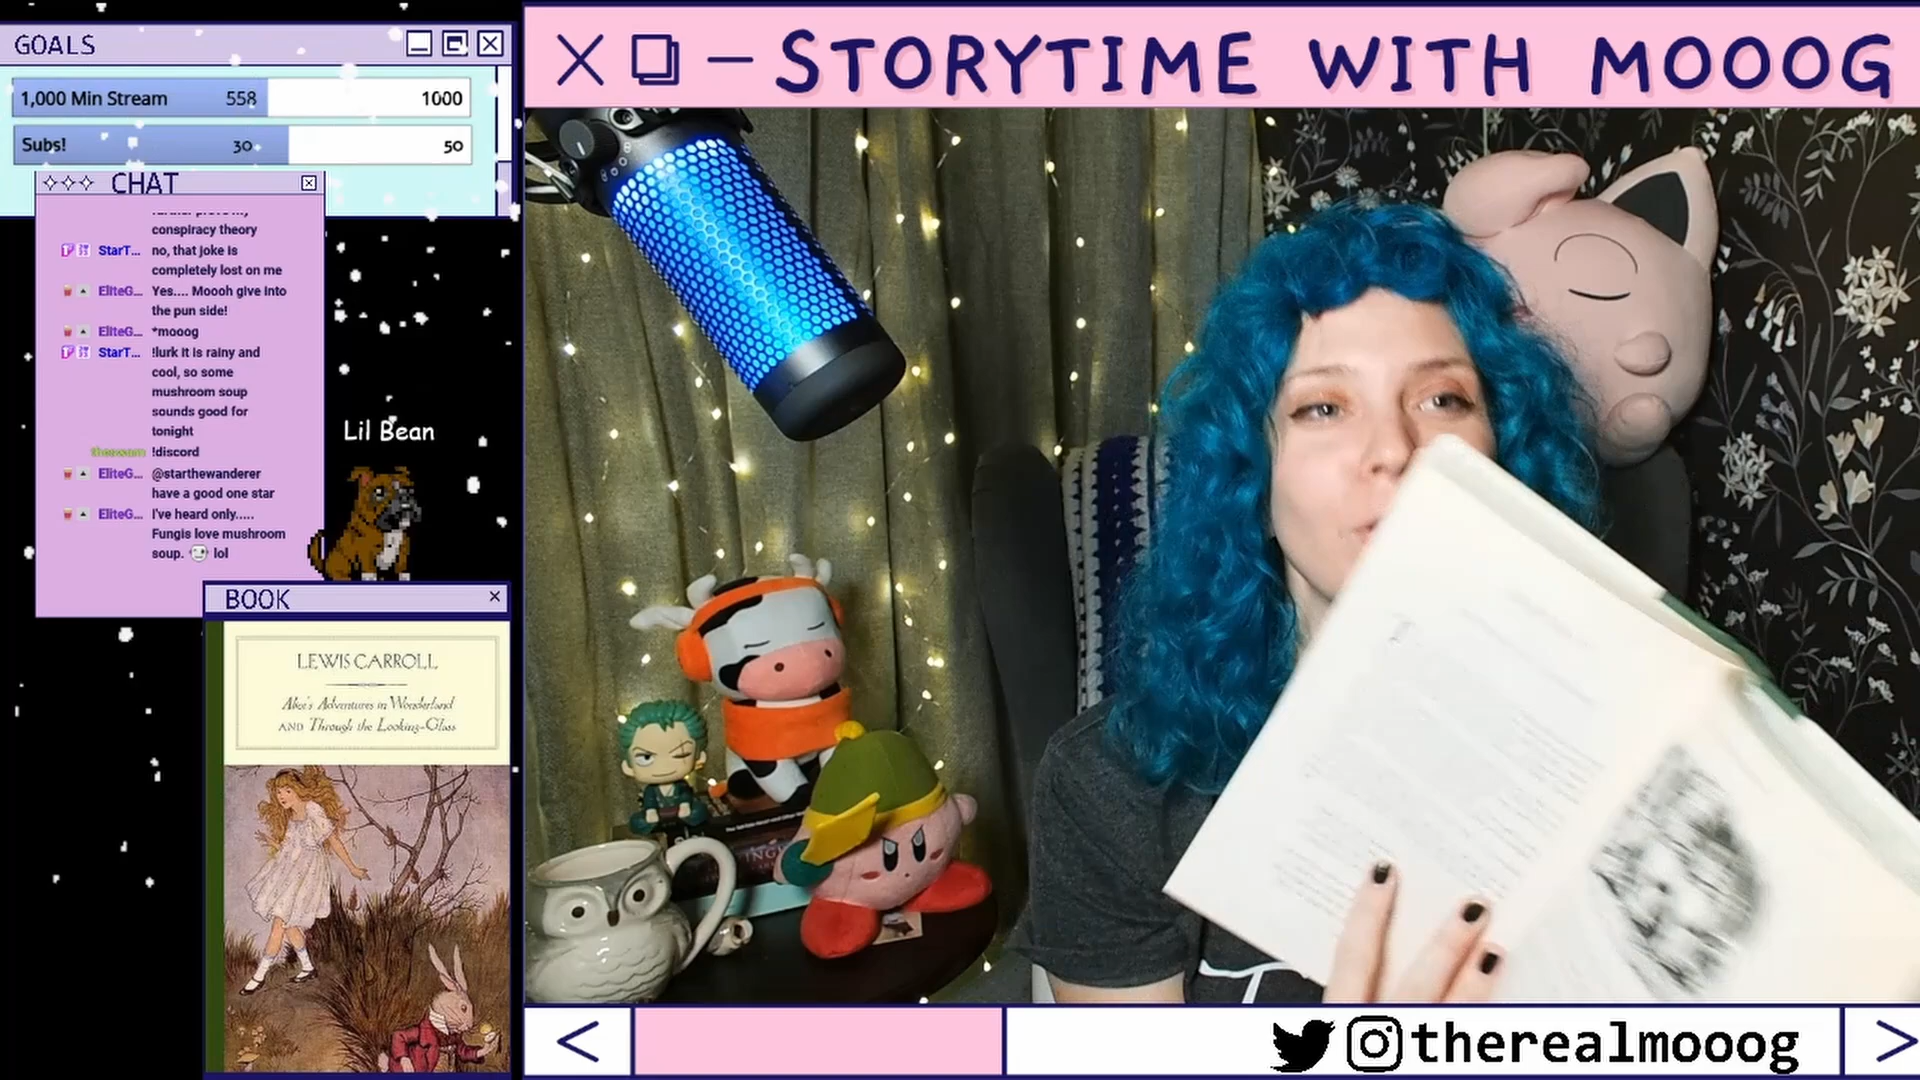 GOALS
1,000 Min Stream 558 1000
Subs! 30 50
CHAT
conspiracy theory
StarT... no, that joke is
completely lost on me
EliteG... Yes.... Moooh give into
the pun side!
EliteG... *mooog
StarT... !lurk it is rainy and
cool, so some
mushroom soup
sounds good for
tonight
!discord
EliteG... @starthewanderer
have a good one star
EliteG... I've heard only.....
Fungis love mushroom
soup. lol
Lil Bean
BOOK
LEWIS CARROLL
Alice's Adventures in Wonderland
AND Through the Looking-Glass
STORYTIME WITH MOOOG
therealmooog